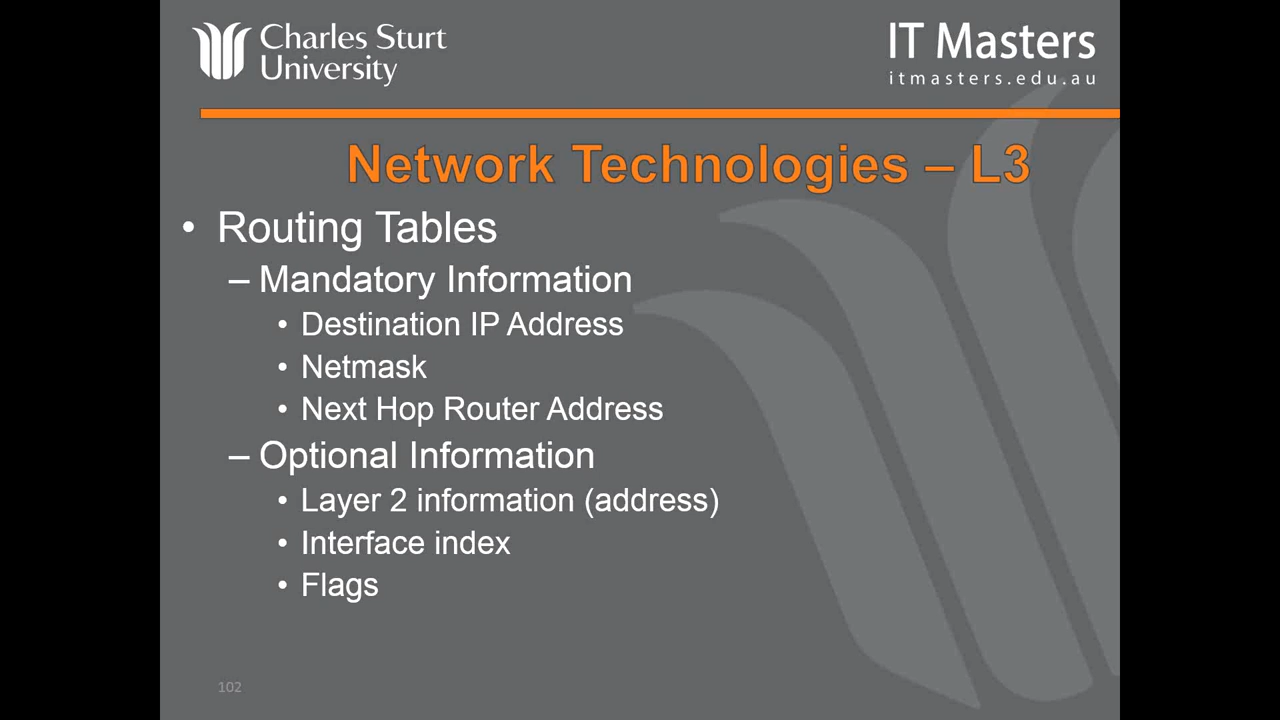 Charles Sturt
University
IT Masters
itmasters.edu.au
Network Technologies – L3
• Routing Tables
– Mandatory Information
• Destination IP Address
• Netmask
• Next Hop Router Address
– Optional Information
• Layer 2 information (address)
• Interface index
• Flags
102